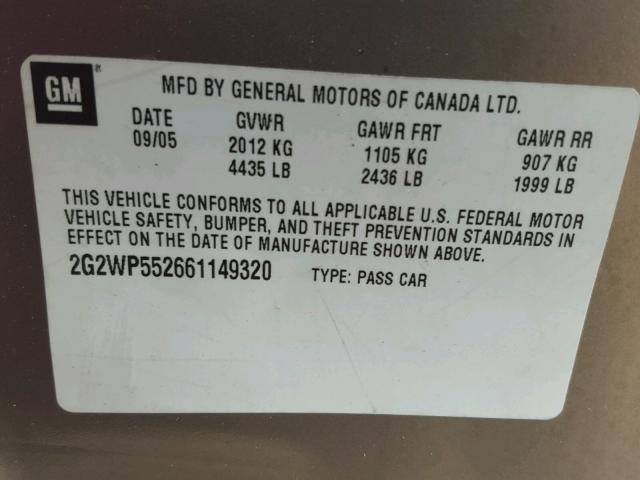 GM®
MFD BY GENERAL MOTORS OF CANADA LTD.
DATE GVWR GAWR FRT GAWR RR
09/05 2012 KG 1105 KG 907 KG
4435 LB 2436 LB 1999 LB
THIS VEHICLE CONFORMS TO ALL APPLICABLE U.S. FEDERAL MOTOR
VEHICLE SAFETY, BUMPER, AND THEFT PREVENTION STANDARDS IN
EFFECT ON THE DATE OF MANUFACTURE SHOWN ABOVE.
2G2WP552661149320 TYPE: PASS CAR